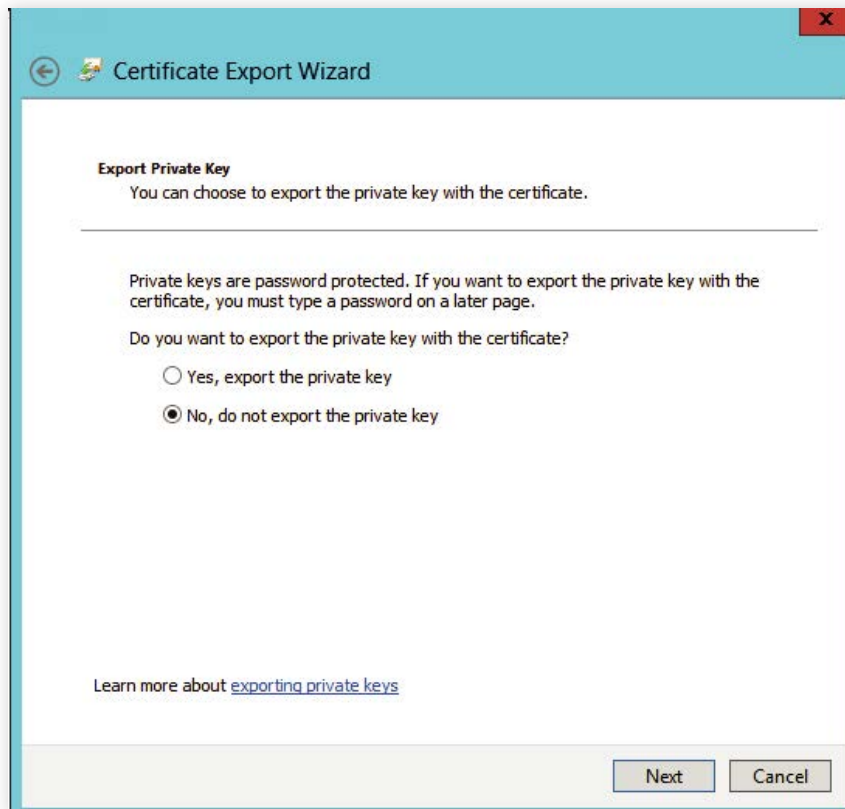 x
Certificate Export Wizard
Export Private Key
You can choose to export the private key with the certificate.
Private keys are password protected. If you want to export the private key with the
certificate, you must type a password on a later page.
Do you want to export the private key with the certificate?
Yes, export the private key
No, do not export the private key
Learn more about exporting private keys
Next
Cancel